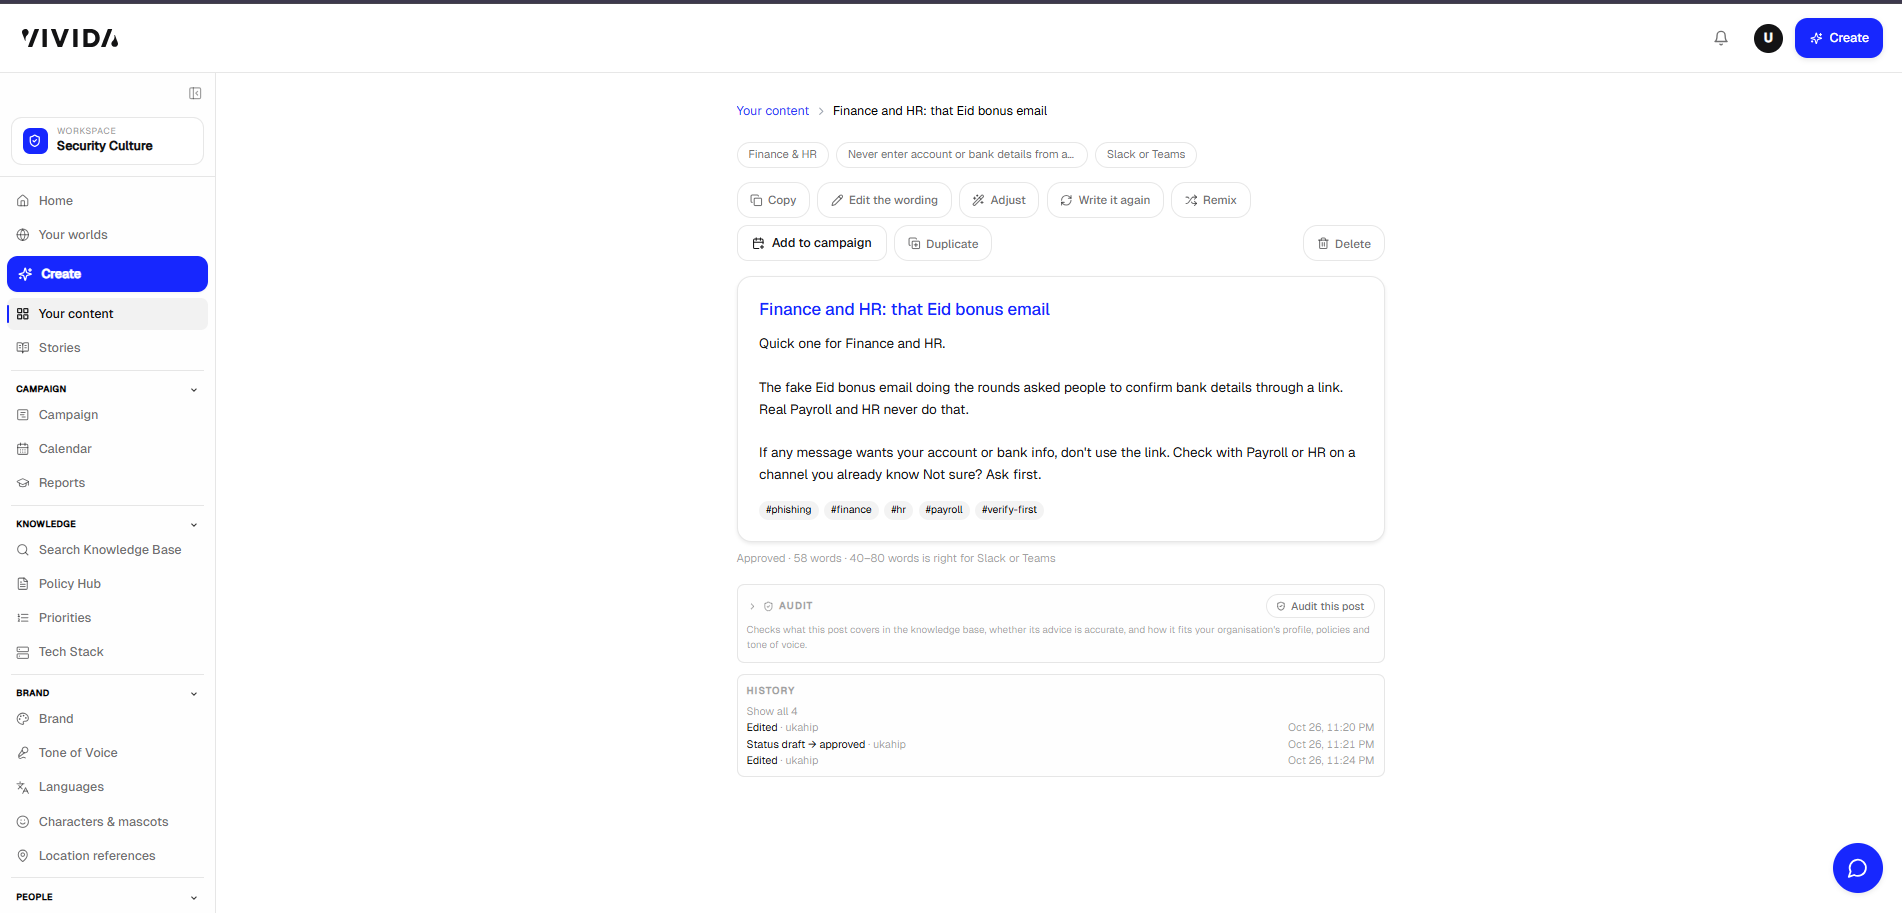 VIVIDA
U
Create
WORKSPACE
Security Culture
Home
Your worlds
Create
Your content
Stories
CAMPAIGN
Campaign
Calendar
Reports
KNOWLEDGE
Search Knowledge Base
Policy Hub
Priorities
Tech Stack
BRAND
Brand
Tone of Voice
Languages
Characters & mascots
Location references
PEOPLE
Your content > Finance and HR: that Eid bonus email
Finance & HR
Never enter account or bank details from a...
Slack or Teams
Copy
Edit the wording
Adjust
Write it again
Remix
Add to campaign
Duplicate
Delete
Finance and HR: that Eid bonus email
Quick one for Finance and HR.
The fake Eid bonus email doing the rounds asked people to confirm bank details through a link.
Real Payroll and HR never do that.
If any message wants your account or bank info, don't use the link. Check with Payroll or HR on a
channel you already know Not sure? Ask first.
#phishing #finance #hr #payroll #verify-first
Approved · 58 words · 40–80 words is right for Slack or Teams
AUDIT
Audit this post
Checks what this post covers in the knowledge base, whether its advice is accurate, and how it fits your organisation's profile, policies and
tone of voice.
HISTORY
Show all 4
Edited · ukahip Oct 26, 11:20 PM
Status draft → approved · ukahip Oct 26, 11:21 PM
Edited · ukahip Oct 26, 11:24 PM